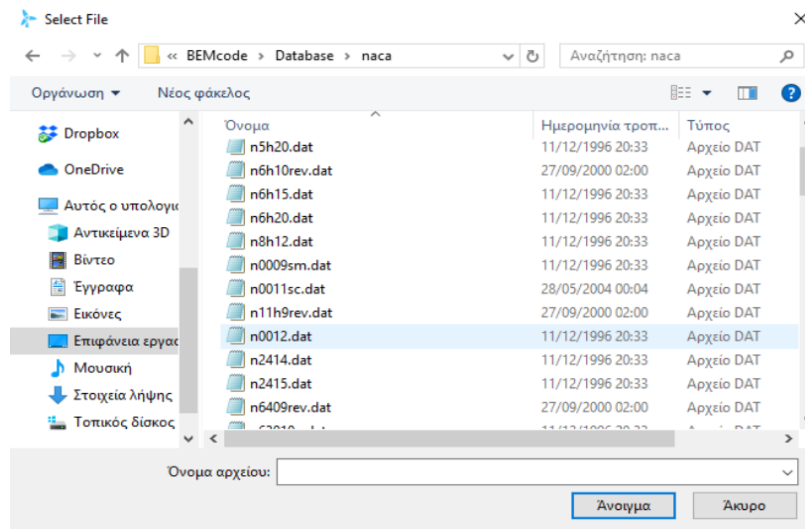 Select File
« BEMcode > Database > naca
Αναζήτηση: naca
Οργάνωση Νέος φάκελος
Dropbox
OneDrive
Αυτός ο υπολογισ
Αντικείμενα 3D
Βίντεο
Έγγραφα
Εικόνες
Επιφάνεια εργασ
Μουσική
Στοιχεία λήψης
Τοπικός δίσκος
Όνομα Ημερομηνία τροπ... Τύπος
n5h20.dat 11/12/1996 20:33 Αρχείο DAT
n6h10rev.dat 27/09/2000 02:00 Αρχείο DAT
n6h15.dat 11/12/1996 20:33 Αρχείο DAT
n6h20.dat 11/12/1996 20:33 Αρχείο DAT
n8h12.dat 11/12/1996 20:33 Αρχείο DAT
n0009sm.dat 11/12/1996 20:33 Αρχείο DAT
n0011sc.dat 28/05/2004 00:04 Αρχείο DAT
n11h9rev.dat 27/09/2000 02:00 Αρχείο DAT
n0012.dat 11/12/1996 20:33 Αρχείο DAT
n2414.dat 11/12/1996 20:33 Αρχείο DAT
n2415.dat 11/12/1996 20:33 Αρχείο DAT
n6409rev.dat 27/09/2000 02:00 Αρχείο DAT
Όνομα αρχείου:
Άνοιγμα Άκυρο